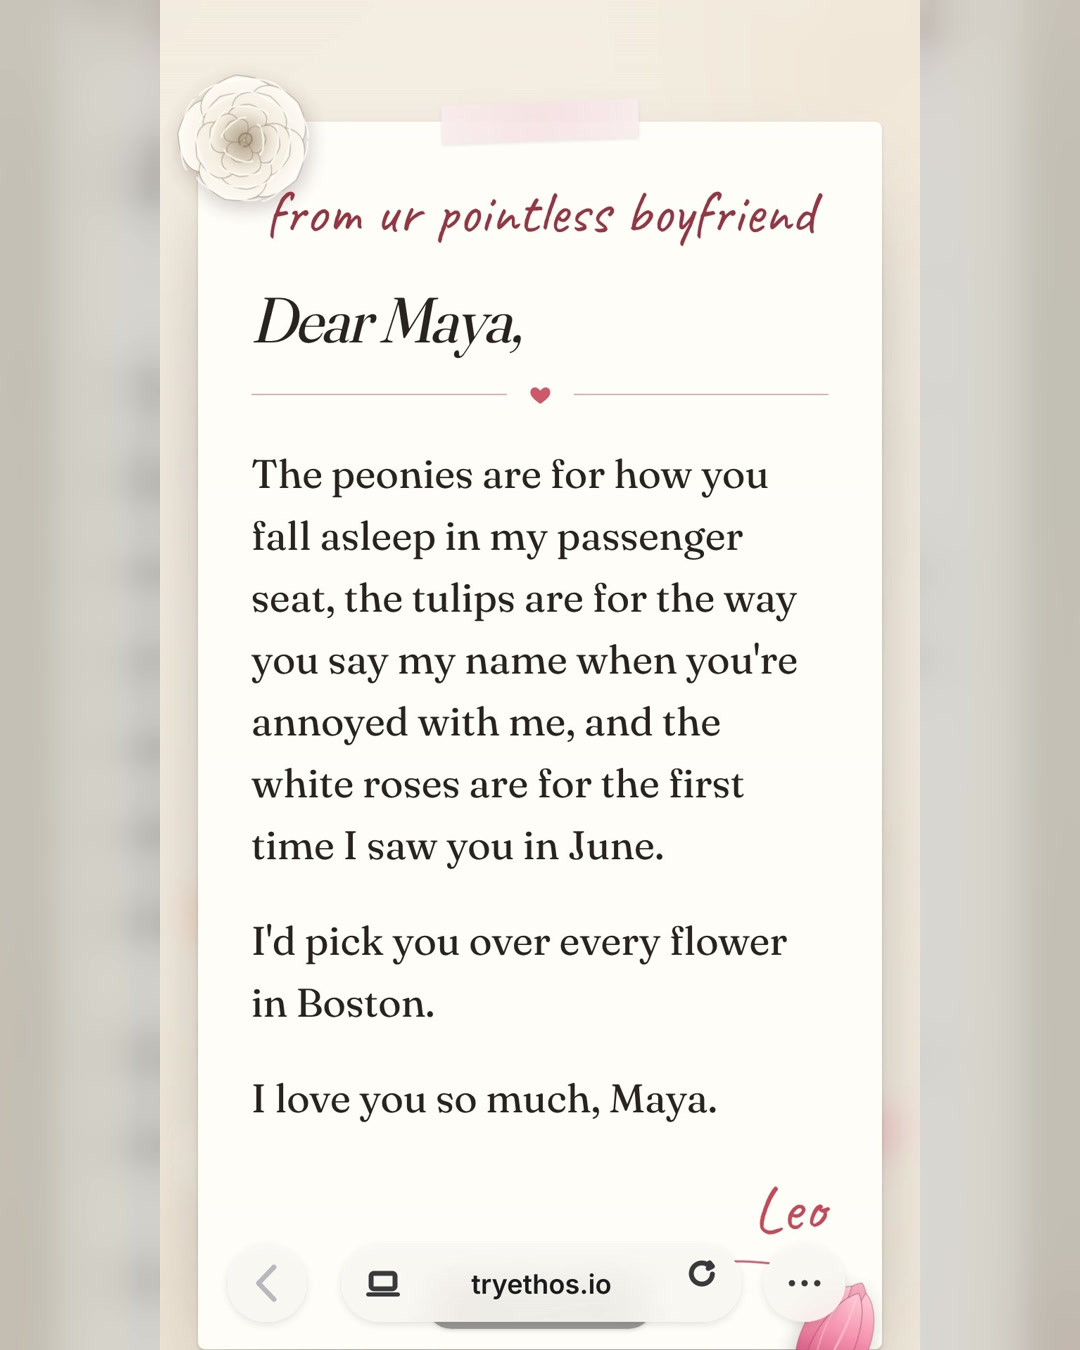 from ur pointless boyfriend
Dear Maya,
The peonies are for how you
fall asleep in my passenger
seat, the tulips are for the way
you say my name when you're
annoyed with me, and the
white roses are for the first
time I saw you in June.
I'd pick you over every flower
in Boston.
I love you so much, Maya.
Leo
tryethos.io